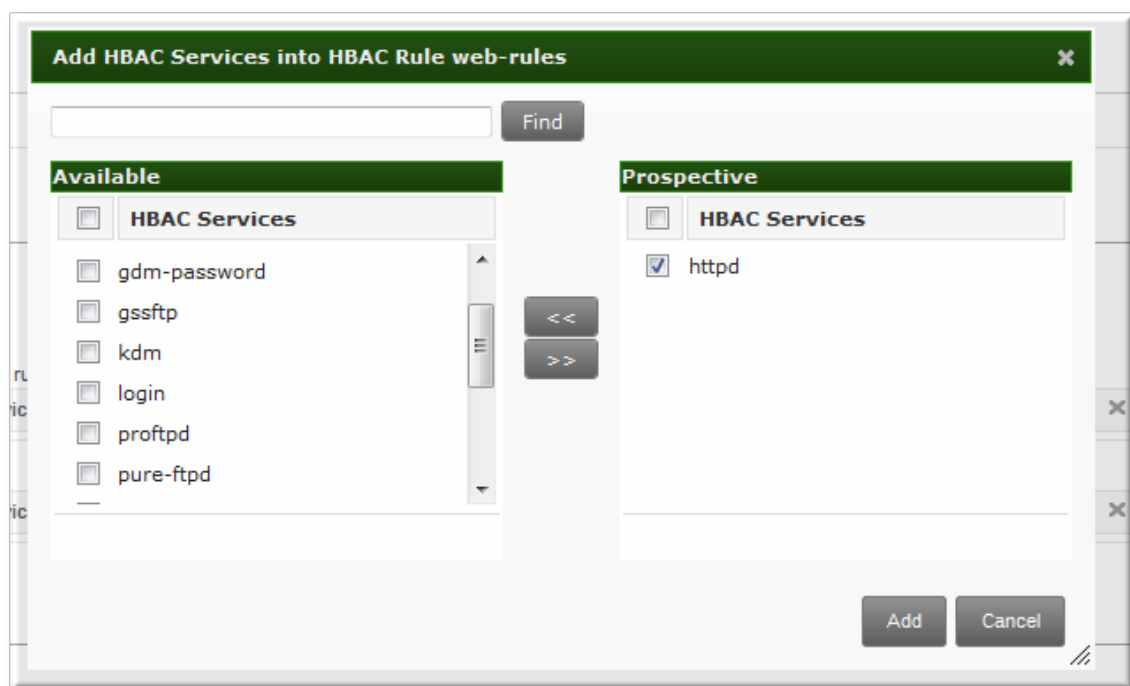 Add HBAC Services into HBAC Rule web-rules
Find
Available
HBAC Services
gdm-password
gssftp
kdm
login
proftpd
pure-ftpd
<<
>>
Prospective
HBAC Services
httpd
Add
Cancel